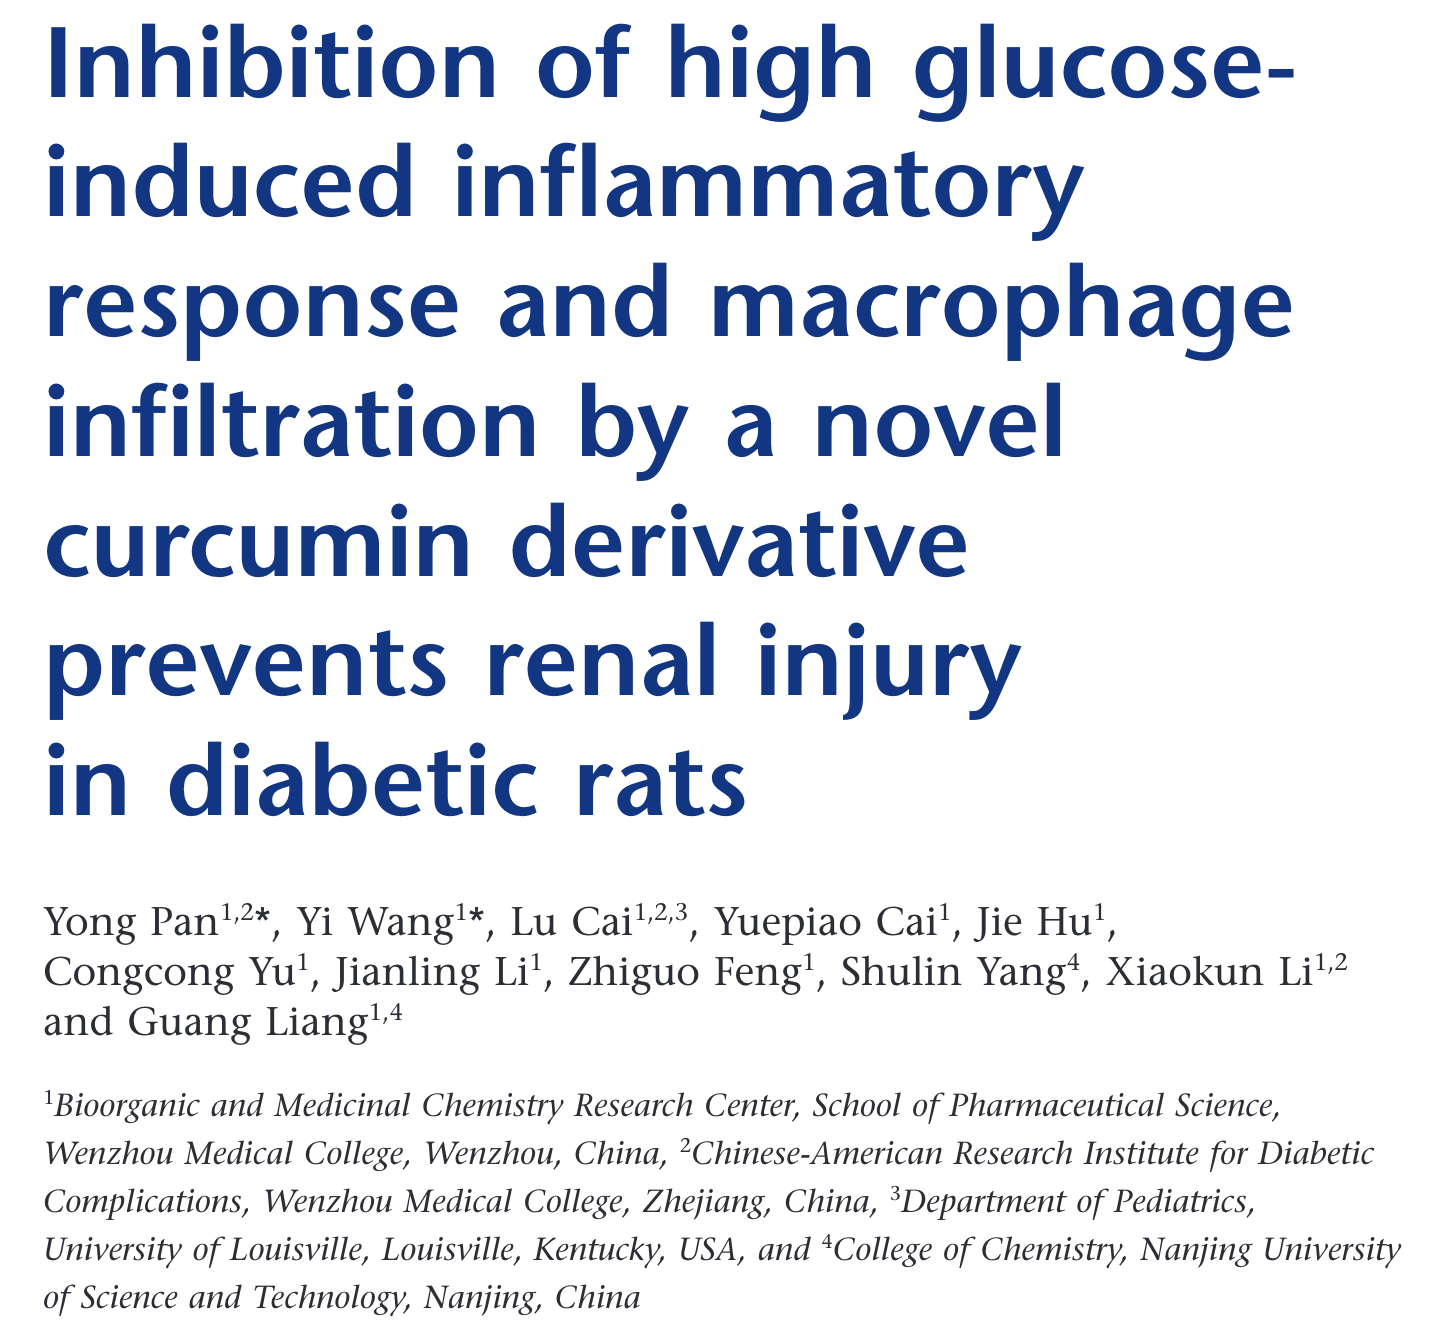 Inhibition of high glucose-
induced inflammatory
response and macrophage
infiltration by a novel
curcumin derivative
prevents renal injury
in diabetic rats
Yong Pan1,2*, Yi Wang1*, Lu Cai1,2,3, Yuepiao Cai1, Jie Hu1,
Congcong Yu1, Jianling Li1, Zhiguo Feng1, Shulin Yang4, Xiaokun Li1,2
and Guang Liang1,4
1Bioorganic and Medicinal Chemistry Research Center, School of Pharmaceutical Science,
Wenzhou Medical College, Wenzhou, China, 2Chinese-American Research Institute for Diabetic
Complications, Wenzhou Medical College, Zhejiang, China, 3Department of Pediatrics,
University of Louisville, Louisville, Kentucky, USA, and 4College of Chemistry, Nanjing University
of Science and Technology, Nanjing, China